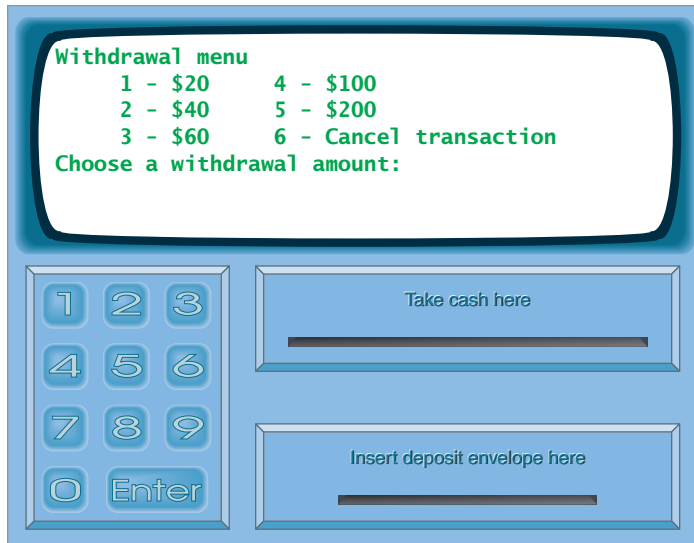 Withdrawal menu
1 - $20 4 - $100
2 - $40 5 - $200
3 - $60 6 - Cancel transaction
Choose a withdrawal amount:
1 2 3
Take cash here
4 5 6
7 8 9
Insert deposit envelope here
0 Enter